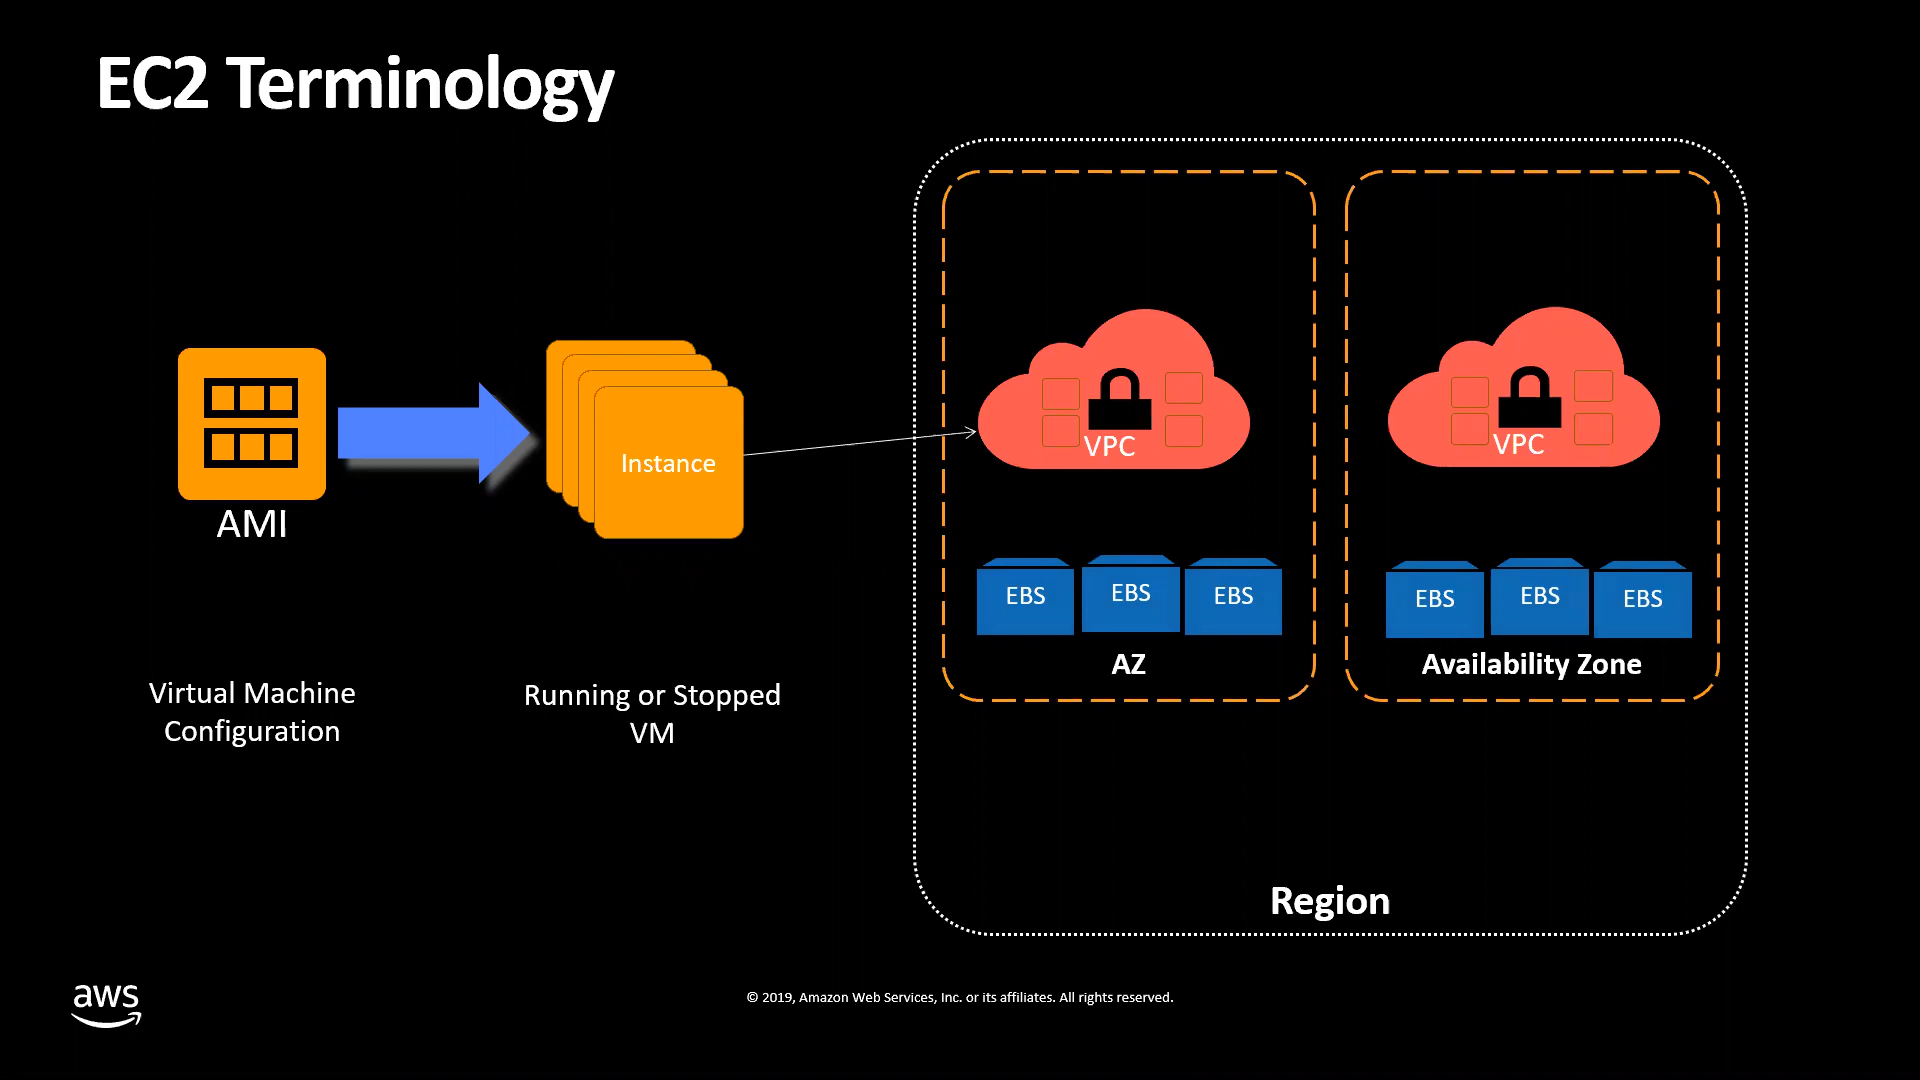 EC2 Terminology
AMI
Virtual Machine
Configuration
Instance
Running or Stopped
VM
VPC
EBS
EBS
EBS
AZ
VPC
EBS
EBS
EBS
Availability Zone
Region
aws
© 2019, Amazon Web Services, Inc. or its affiliates. All rights reserved.